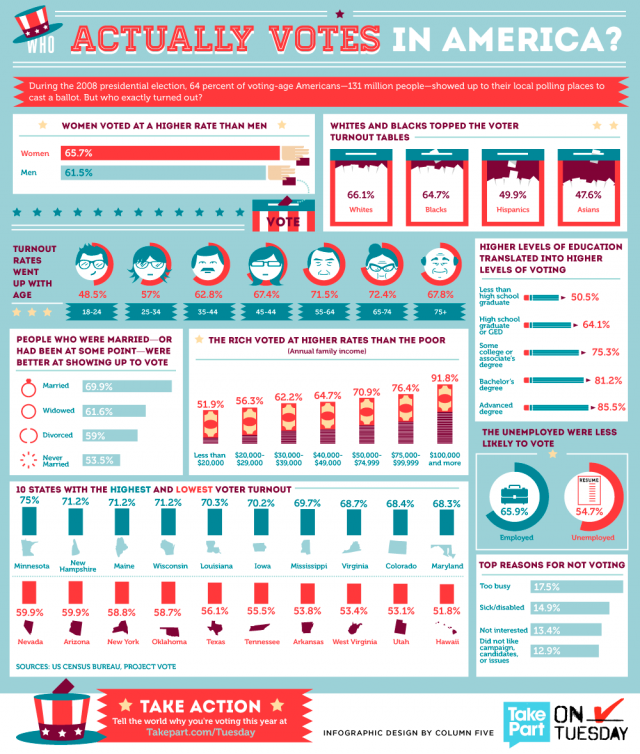 WHO ACTUALLY VOTES IN AMERICA?
During the 2008 presidential election, 64 percent of voting-age Americans—131 million people—showed up to their local polling places to
cast a ballot. But who exactly turned out?
WOMEN VOTED AT A HIGHER RATE THAN MEN
Women 65.7%
Men 61.5%
VOTE
WHITES AND BLACKS TOPPED THE VOTER
TURNOUT TABLES
66.1% 64.7% 49.9% 47.6%
Whites Blacks Hispanics Asians
TURNOUT
RATES
WENT
UP WITH
AGE
48.5% 57% 62.8% 67.4% 71.5% 72.4% 67.8%
18-24 25-34 35-44 45-44 55-64 65-74 75+
HIGHER LEVELS OF EDUCATION
TRANSLATED INTO HIGHER
LEVELS OF VOTING
Less than
high school
graduate
50.5%
High school
graduate
or GED
64.1%
Some
college or
associate's
degree
75.3%
Bachelor's
degree
81.2%
Advanced
degree
85.5%
PEOPLE WHO WERE MARRIED—OR
HAD BEEN AT SOME POINT—WERE
BETTER AT SHOWING UP TO VOTE
Married 69.9%
Widowed 61.6%
Divorced 59%
Never
Married
53.5%
THE RICH VOTED AT HIGHER RATES THAN THE POOR
(Annual family income)
51.9% 56.3% 62.2% 64.7% 70.9% 76.4% 91.8%
Less than $20,000- $30,000- $40,000- $50,000- $75,000- $100,000
$20,000 $29,000 $39,000 $49,000 $74,999 $99,999 and more
THE UNEMPLOYED WERE LESS
LIKELY TO VOTE
RESUME
65.9% 54.7%
Employed Unemployed
10 STATES WITH THE HIGHEST AND LOWEST VOTER TURNOUT
75% 71.2% 71.2% 71.2% 70.3% 70.2% 69.7% 68.7% 68.4% 68.3%
Minnesota New Hampshire Maine Wisconsin Louisiana Iowa Mississippi Virginia Colorado Maryland
59.9% 59.9% 58.8% 58.7% 56.1% 55.5% 53.8% 53.4% 53.1% 51.8%
Nevada Arizona New York Oklahoma Texas Tennessee Arkansas West Virginia Utah Hawaii
TOP REASONS FOR NOT VOTING
Too busy 17.5%
Sick/disabled 14.9%
Not interested 13.4%
Did not like
campaign,
candidates,
or issues
12.9%
SOURCES: US CENSUS BUREAU, PROJECT VOTE
TAKE ACTION
Tell the world why you're voting this year at
Takepart.com/Tuesday
INFOGRAPHIC DESIGN BY COLUMN FIVE
Take
Part
ON
TUESDAY